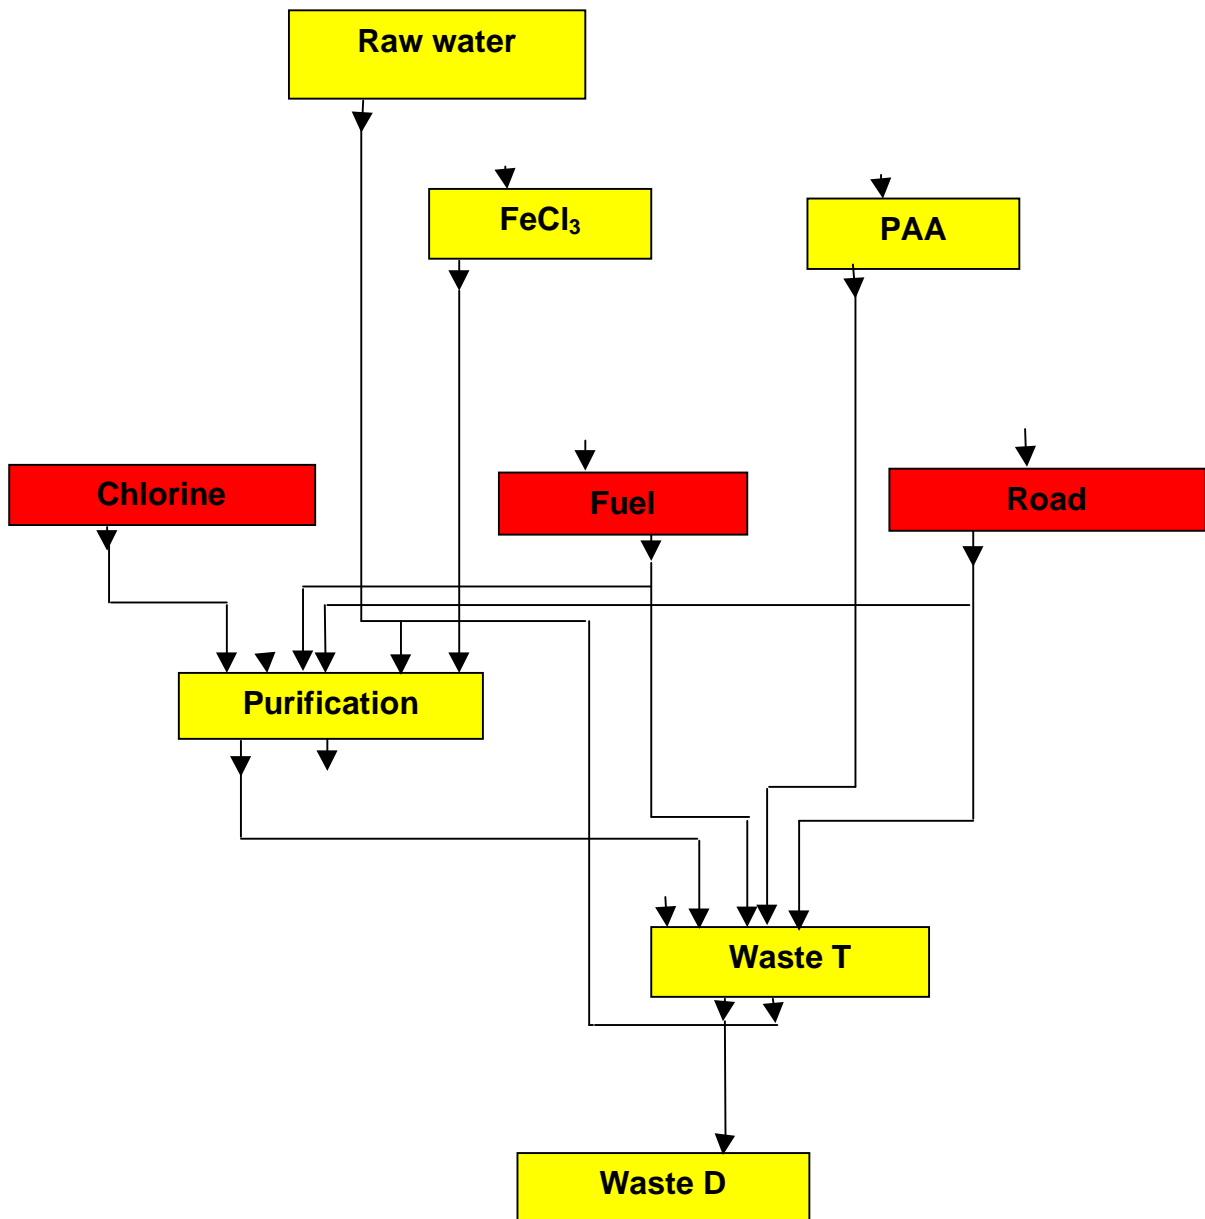 Raw water
FeCl₃
PAA
Chlorine
Fuel
Road
Purification
Waste T
Waste D